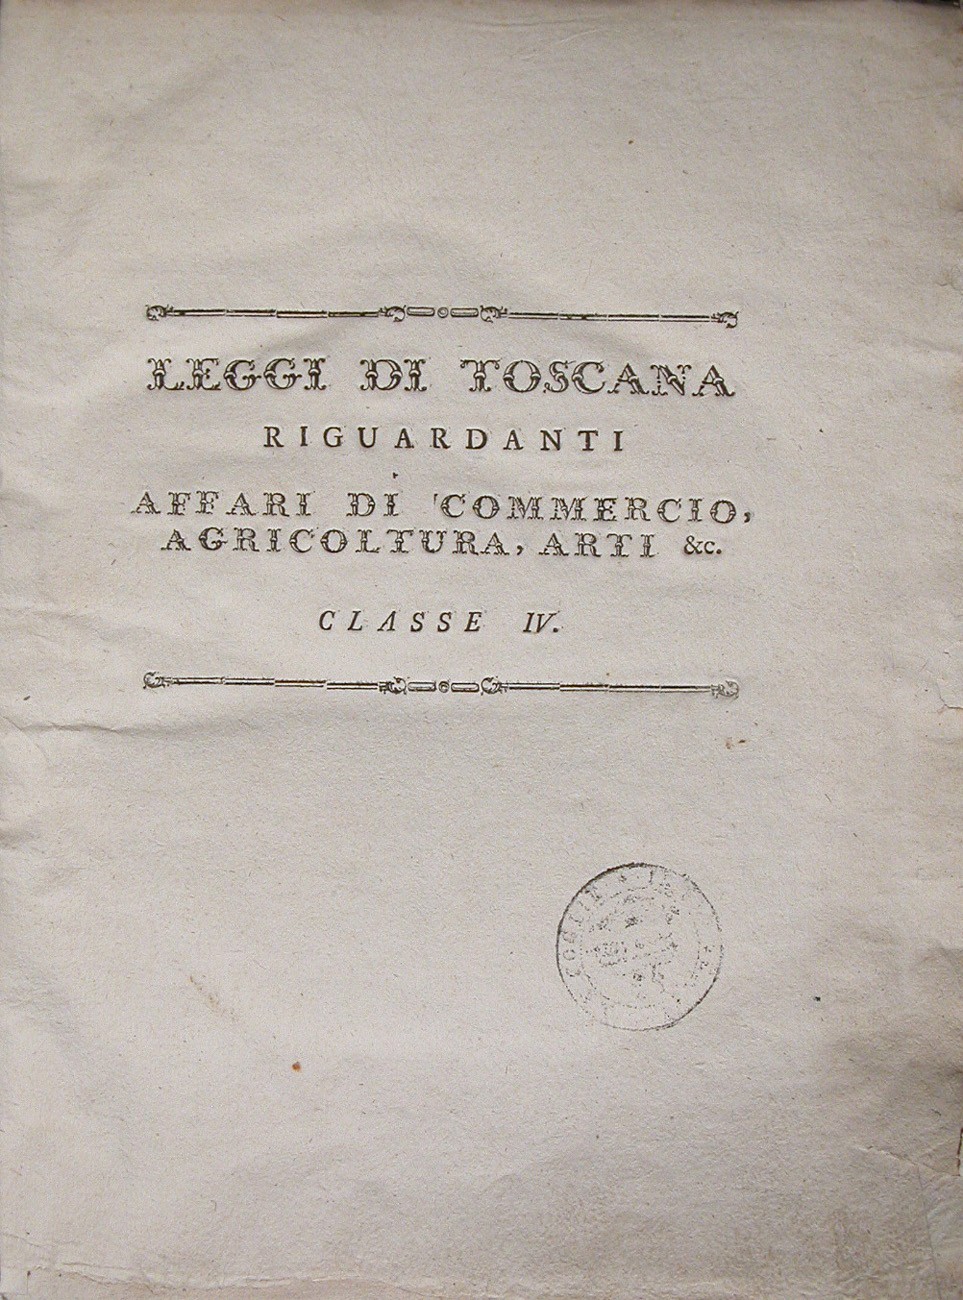 LEGGI DI TOSCANA
RIGUARDANTI
AFFARI DI COMMERCIO,
AGRICOLTURA, ARTI &c.
CLASSE IV.